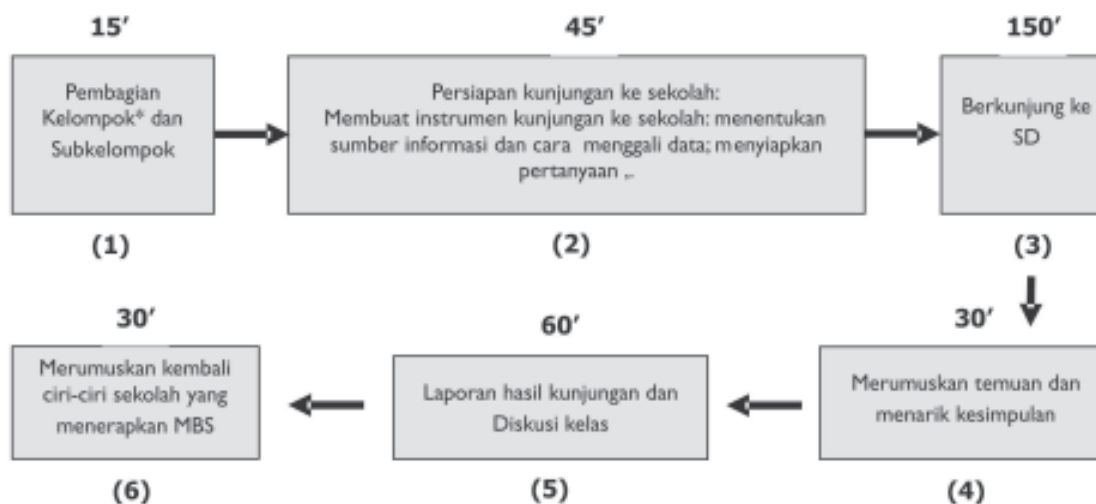 15’
Pembagian
Kelompok* dan
Subkelompok
(1)
45’
Persiapan kunjungan ke sekolah:
Membuat instrumen kunjungan ke sekolah: menentukan
sumber informasi dan cara menggali data; menyiapkan
pertanyaan ,.
(2)
150’
Berkunjung ke
SD
(3)
30’
Merumuskan temuan dan
menarik kesimpulan
(4)
60’
Laporan hasil kunjungan dan
Diskusi kelas
(5)
30’
Merumuskan kembali
ciri-ciri sekolah yang
menerapkan MBS
(6)